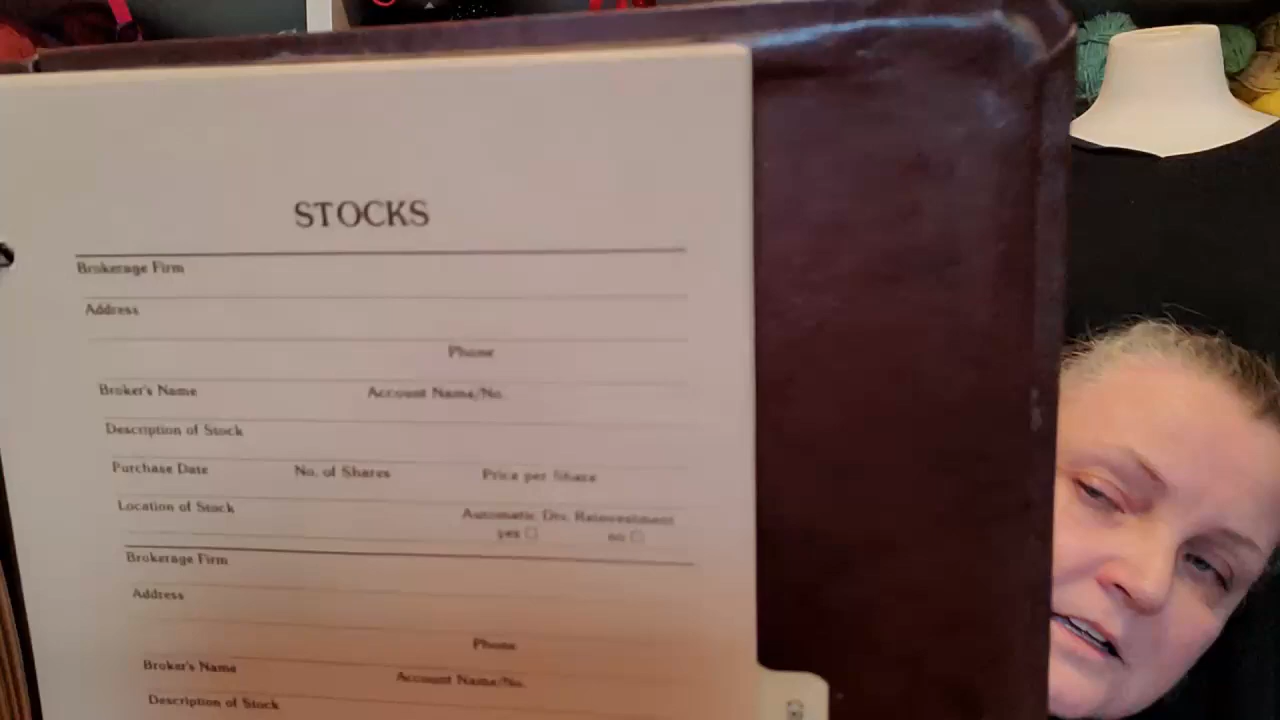 STOCKS
Brokerage Firm
Address
Phone
Broker's Name Account Name/No.
Description of Stock
Purchase Date No. of Shares Price per Share
Location of Stock Automatic Div. Reinvestment
yes □ no □
Brokerage Firm
Address
Phone
Broker's Name Account Name/No.
Description of Stock